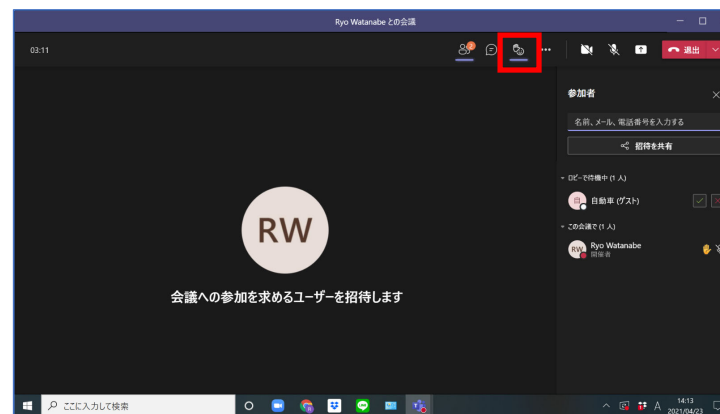 Ryo Watanabe との会議
03:11
2
退出
参加者
名前、メール、電話番号を入力する
招待を共有
ロビーで待機中 (1 人)
自 自動車 (ゲスト)
この会議で (1 人)
RW Ryo Watanabe
開催者
RW
会議への参加を求めるユーザーを招待します
ここに入力して検索
A
14:13
2021/04/23